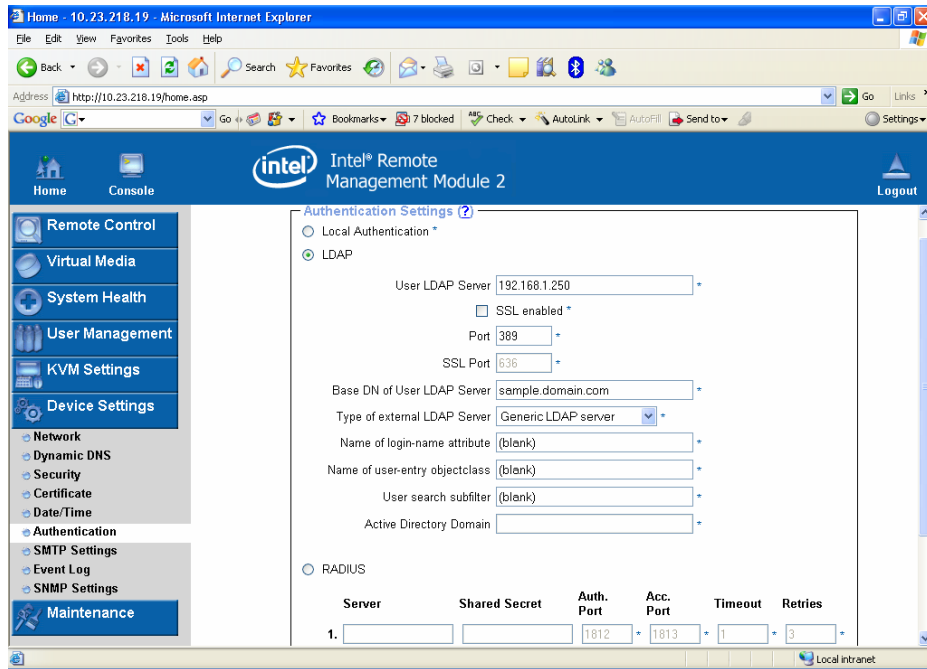 Home - 10.23.218.19 - Microsoft Internet Explorer
File Edit View Favorites Tools Help
Back Search Favorites
Address http://10.23.218.19/home.asp Go Links »
Google G Go Bookmarks 7 blocked ABC Check AutoLink AutoFill Send to Settings
Home Console intel® Intel® Remote Management Module 2 Logout
Remote Control
Virtual Media
System Health
User Management
KVM Settings
Device Settings
Network
Dynamic DNS
Security
Certificate
Date/Time
Authentication
SMTP Settings
Event Log
SNMP Settings
Maintenance
Authentication Settings (?)
Local Authentication *
LDAP
User LDAP Server 192.168.1.250 *
SSL enabled *
Port 389 *
SSL Port 636 *
Base DN of User LDAP Server sample.domain.com *
Type of external LDAP Server Generic LDAP server *
Name of login-name attribute (blank) *
Name of user-entry objectclass (blank) *
User search subfilter (blank) *
Active Directory Domain *
RADIUS
Server Shared Secret Auth. Port Acc. Port Timeout Retries
1. 1812 * 1813 * 1 * 3 *
Local intranet